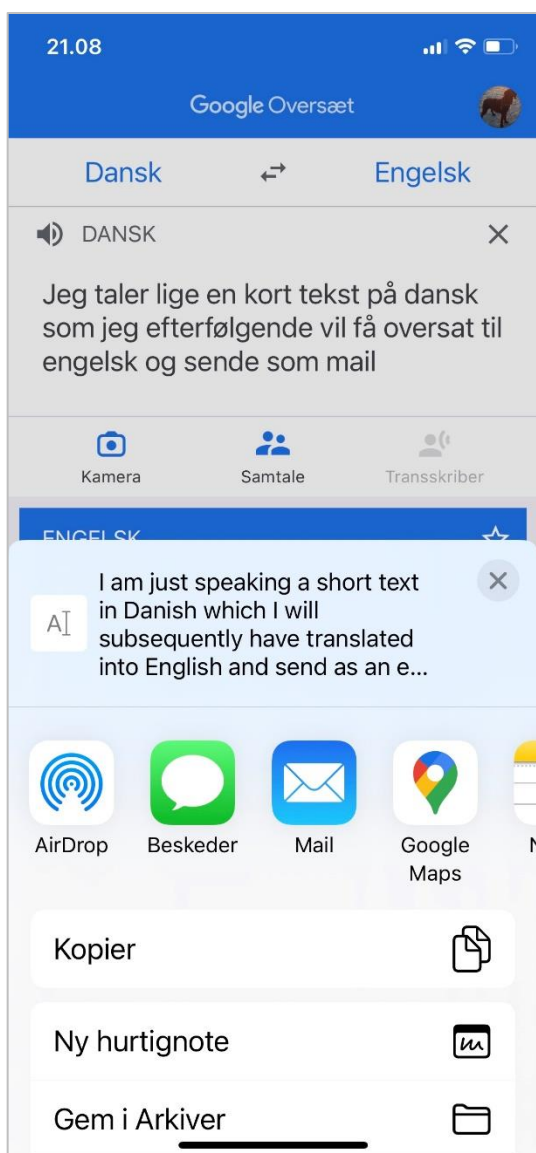 21.08
Google Oversæt
Dansk
Engelsk
DANSK
Jeg taler lige en kort tekst på dansk
som jeg efterfølgende vil få oversat til
engelsk og sende som mail
Kamera
Samtale
Transskriber
ENGELSK
I am just speaking a short text
in Danish which I will
subsequently have translated
into English and send as an e...
AirDrop
Beskeder
Mail
Google
Maps
N
Kopier
Ny hurtignote
Gem i Arkiver